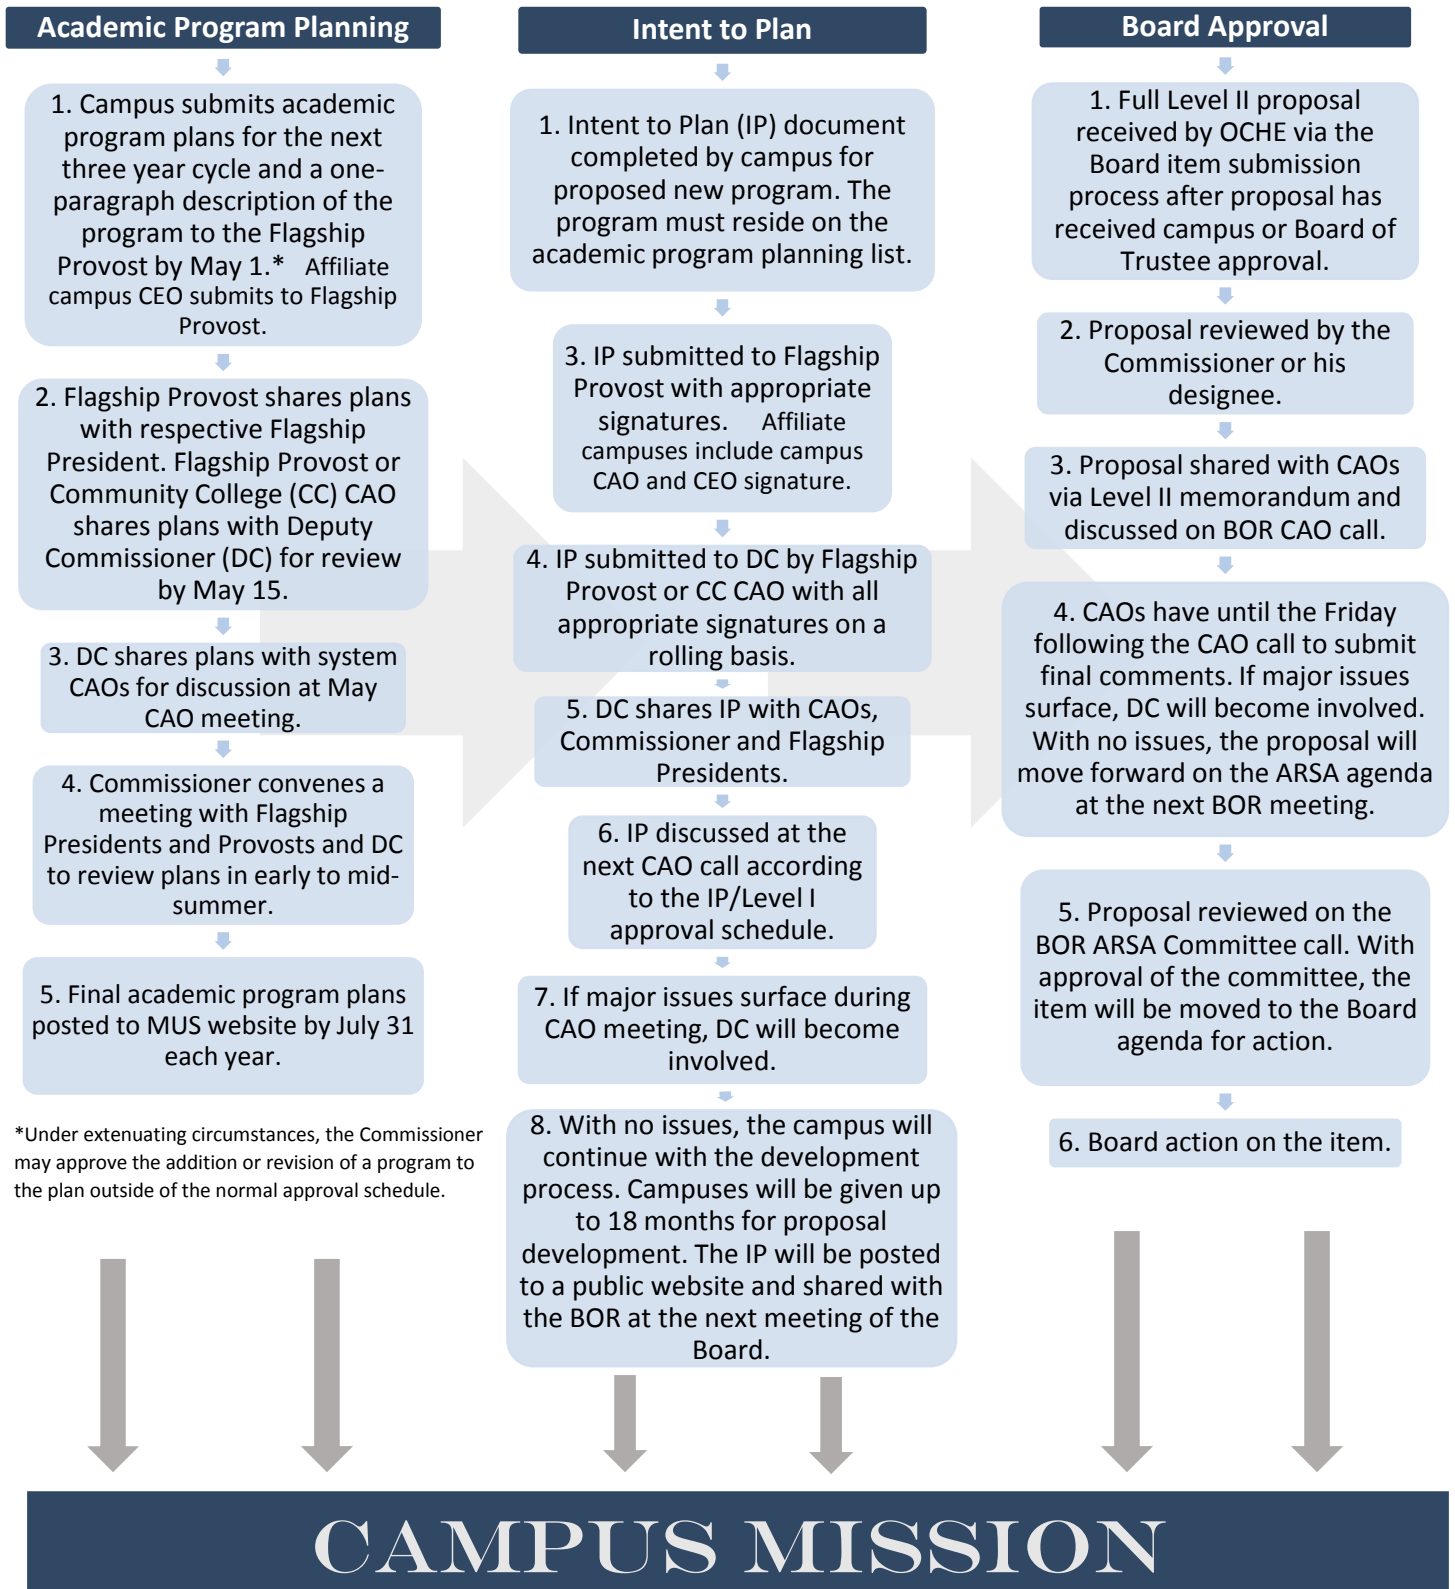 Academic Program Planning
1. Campus submits academic
program plans for the next
three year cycle and a one-
paragraph description of the
program to the Flagship
Provost by May 1.* Affiliate
campus CEO submits to Flagship
Provost.
2. Flagship Provost shares plans
with respective Flagship
President. Flagship Provost or
Community College (CC) CAO
shares plans with Deputy
Commissioner (DC) for review
by May 15.
3. DC shares plans with system
CAOs for discussion at May
CAO meeting.
4. Commissioner convenes a
meeting with Flagship
Presidents and Provosts and DC
to review plans in early to mid-
summer.
5. Final academic program plans
posted to MUS website by July 31
each year.
*Under extenuating circumstances, the Commissioner
may approve the addition or revision of a program to
the plan outside of the normal approval schedule.
Intent to Plan
1. Intent to Plan (IP) document
completed by campus for
proposed new program. The
program must reside on the
academic program planning list.
3. IP submitted to Flagship
Provost with appropriate
signatures. Affiliate
campuses include campus
CAO and CEO signature.
4. IP submitted to DC by Flagship
Provost or CC CAO with all
appropriate signatures on a
rolling basis.
5. DC shares IP with CAOs,
Commissioner and Flagship
Presidents.
6. IP discussed at the
next CAO call according
to the IP/Level I
approval schedule.
7. If major issues surface during
CAO meeting, DC will become
involved.
8. With no issues, the campus will
continue with the development
process. Campuses will be given up
to 18 months for proposal
development. The IP will be posted
to a public website and shared with
the BOR at the next meeting of the
Board.
Board Approval
1. Full Level II proposal
received by OCHE via the
Board item submission
process after proposal has
received campus or Board of
Trustee approval.
2. Proposal reviewed by the
Commissioner or his
designee.
3. Proposal shared with CAOs
via Level II memorandum and
discussed on BOR CAO call.
4. CAOs have until the Friday
following the CAO call to submit
final comments. If major issues
surface, DC will become involved.
With no issues, the proposal will
move forward on the ARSA agenda
at the next BOR meeting.
5. Proposal reviewed on the
BOR ARSA Committee call. With
approval of the committee, the
item will be moved to the Board
agenda for action.
6. Board action on the item.
CAMPUS MISSION